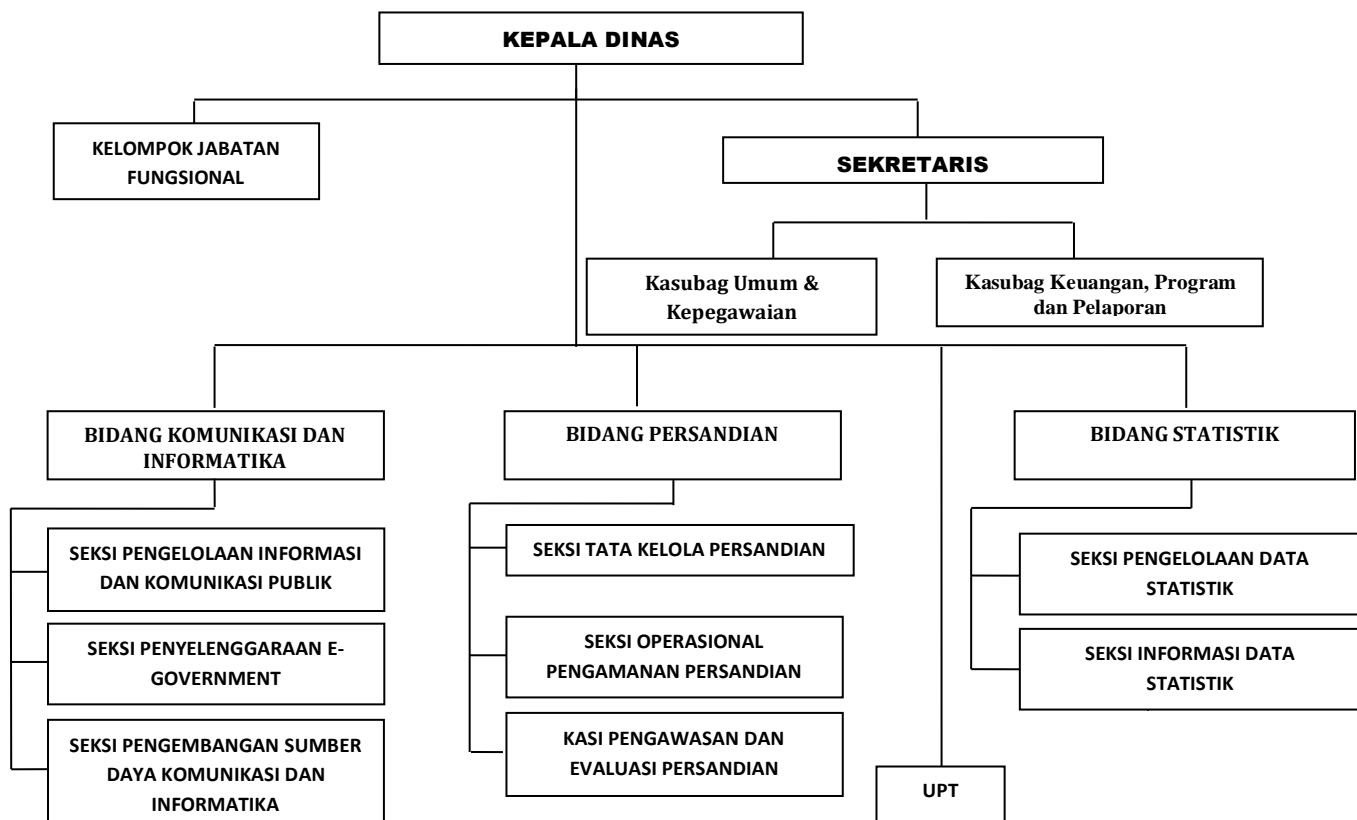 KEPALA DINAS
KELOMPOK JABATAN
FUNGSIONAL
SEKRETARIS
Kasubag Umum &
Kepegawaian
Kasubag Keuangan, Program
dan Pelaporan
BIDANG KOMUNIKASI DAN
INFORMATIKA
BIDANG PERSANDIAN
BIDANG STATISTIK
SEKSI PENGELOLAAN INFORMASI
DAN KOMUNIKASI PUBLIK
SEKSI PENYELENGGARAAN E-
GOVERNMENT
SEKSI PENGEMBANGAN SUMBER
DAYA KOMUNIKASI DAN
INFORMATIKA
SEKSI TATA KELOLA PERSANDIAN
SEKSI OPERASIONAL
PENGAMANAN PERSANDIAN
KASI PENGAWASAN DAN
EVALUASI PERSANDIAN
SEKSI PENGELOLAAN DATA
STATISTIK
SEKSI INFORMASI DATA
STATISTIK
UPT